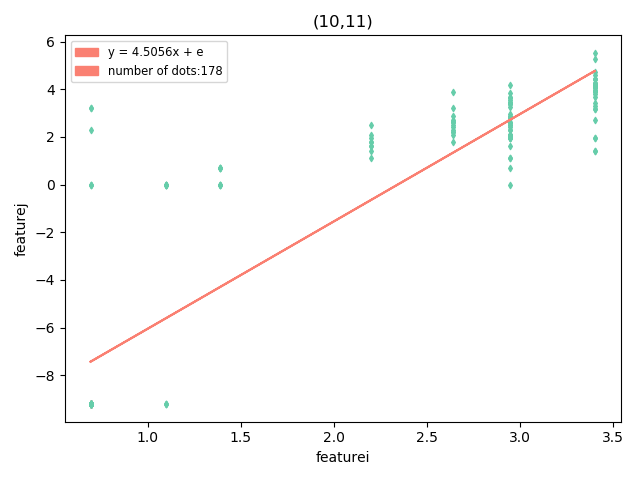 (10,11)
y = 4.5056x + e
number of dots:178
6
4
2
0
−2
−4
−6
−8
featurej
1.0 1.5 2.0 2.5 3.0 3.5
featurei